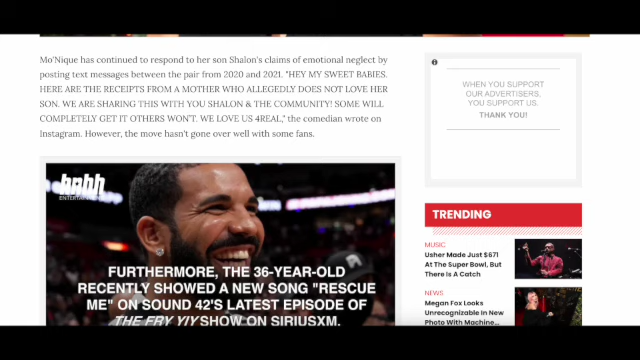 Mo'Nique has continued to respond to her son Shalon's claims of emotional neglect by
posting text messages between the pair from 2020 and 2021. "HEY MY SWEET BABIES.
HERE ARE THE RECEIPTS FROM A MOTHER WHO ALLEGEDLY DOES NOT LOVE HER
SON. WE ARE SHARING THIS WITH YOU SHALON & THE COMMUNITY! SOME WILL
COMPLETELY GET IT OTHERS WON'T. WE LOVE US 4REAL," the comedian wrote on
Instagram. However, the move hasn't gone over well with some fans.
hnhh
ENTERTAINMENT
FURTHERMORE, THE 36-YEAR-OLD
RECENTLY SHOWED A NEW SONG "RESCUE
ME" ON SOUND 42'S LATEST EPISODE OF
THE FRY YIY SHOW ON SIRIUSXM.
WHEN YOU SUPPORT
OUR ADVERTISERS,
YOU SUPPORT US.
THANK YOU!
TRENDING
MUSIC
Usher Made Just $671
At The Super Bowl, But
There Is A Catch
NEWS
Megan Fox Looks
Unrecognizable In New
Photo With Machine...